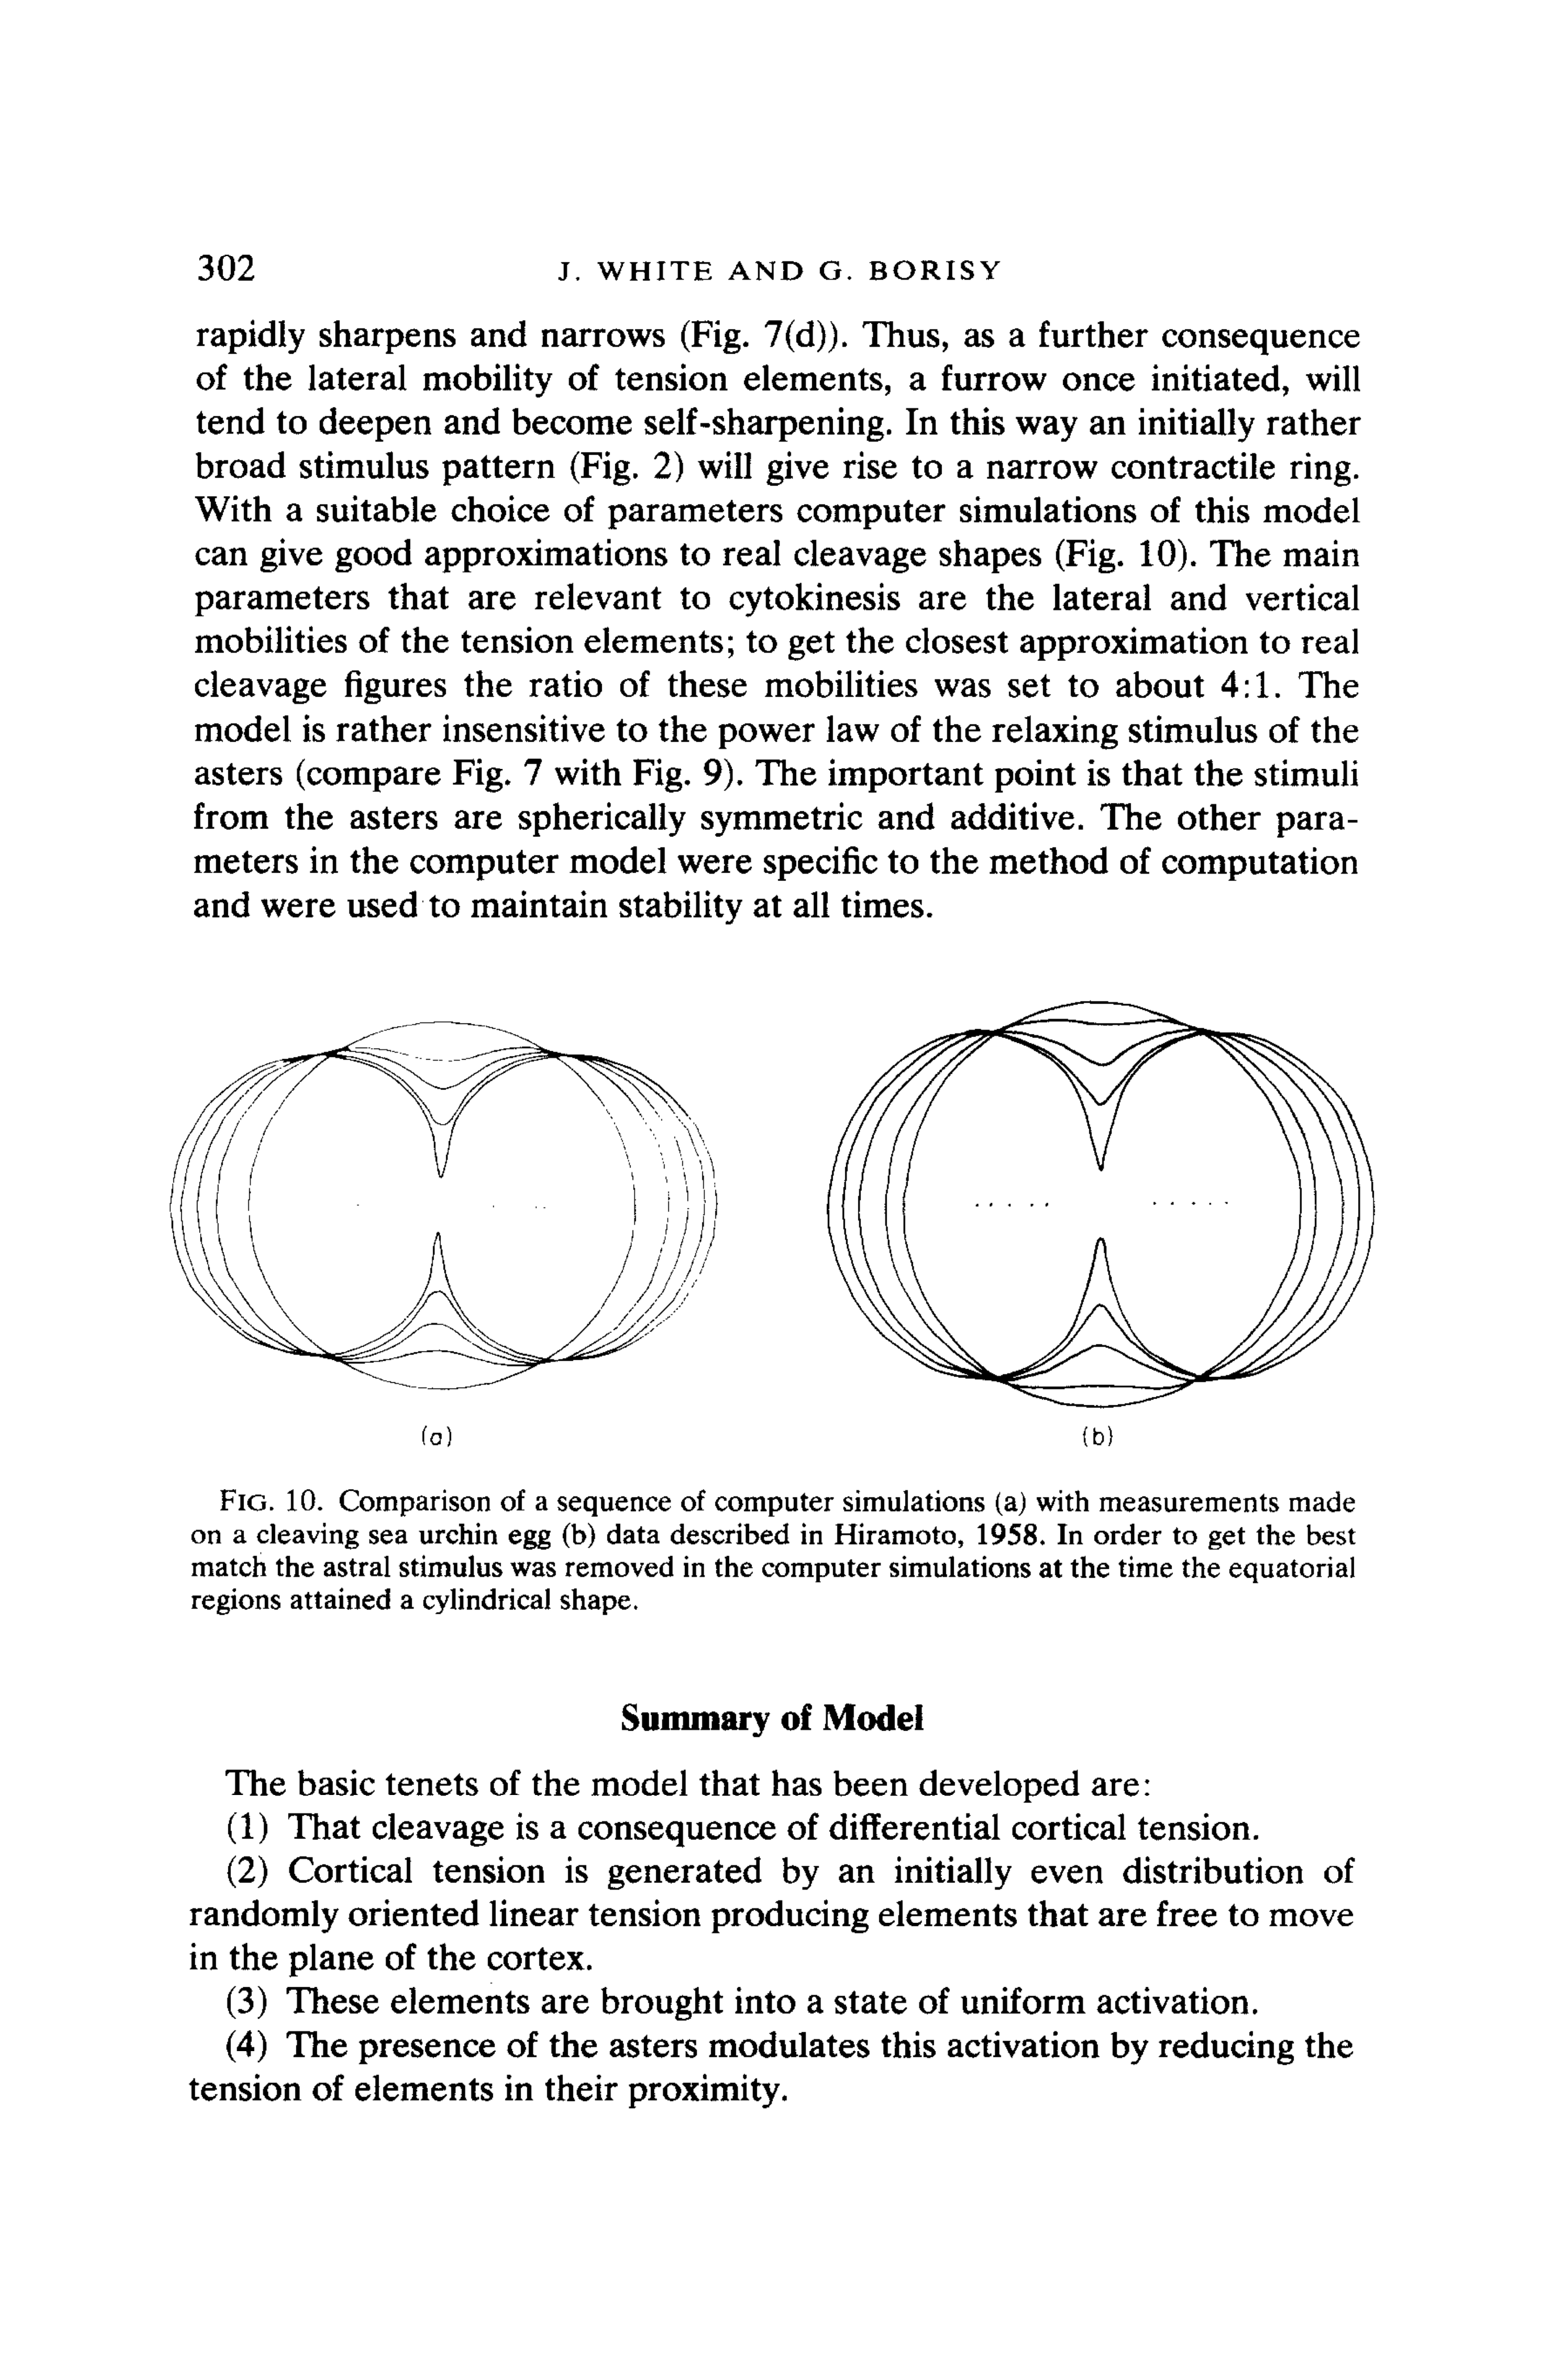 302 J. WHITE AND G. BORISY
rapidly sharpens and narrows (Fig. 7(d)). Thus, as a further consequence
of the lateral mobility of tension elements, a furrow once initiated, will
tend to deepen and become self-sharpening. In this way an initially rather
broad stimulus pattern (Fig. 2) will give rise to a narrow contractile ring.
With a suitable choice of parameters computer simulations of this model
can give good approximations to real cleavage shapes (Fig. 10). The main
parameters that are relevant to cytokinesis are the lateral and vertical
mobilities of the tension elements; to get the closest approximation to real
cleavage figures the ratio of these mobilities was set to about 4:1. The
model is rather insensitive to the power law of the relaxing stimulus of the
asters (compare Fig. 7 with Fig. 9). The important point is that the stimuli
from the asters are spherically symmetric and additive. The other para-
meters in the computer model were specific to the method of computation
and were used to maintain stability at all times.
(a) (b)
FIG. 10. Comparison of a sequence of computer simulations (a) with measurements made
on a cleaving sea urchin egg (b) data described in Hiramoto, 1958. In order to get the best
match the astral stimulus was removed in the computer simulations at the time the equatorial
regions attained a cylindrical shape.
Summary of Model
The basic tenets of the model that has been developed are:
(1) That cleavage is a consequence of differential cortical tension.
(2) Cortical tension is generated by an initially even distribution of
randomly oriented linear tension producing elements that are free to move
in the plane of the cortex.
(3) These elements are brought into a state of uniform activation.
(4) The presence of the asters modulates this activation by reducing the
tension of elements in their proximity.